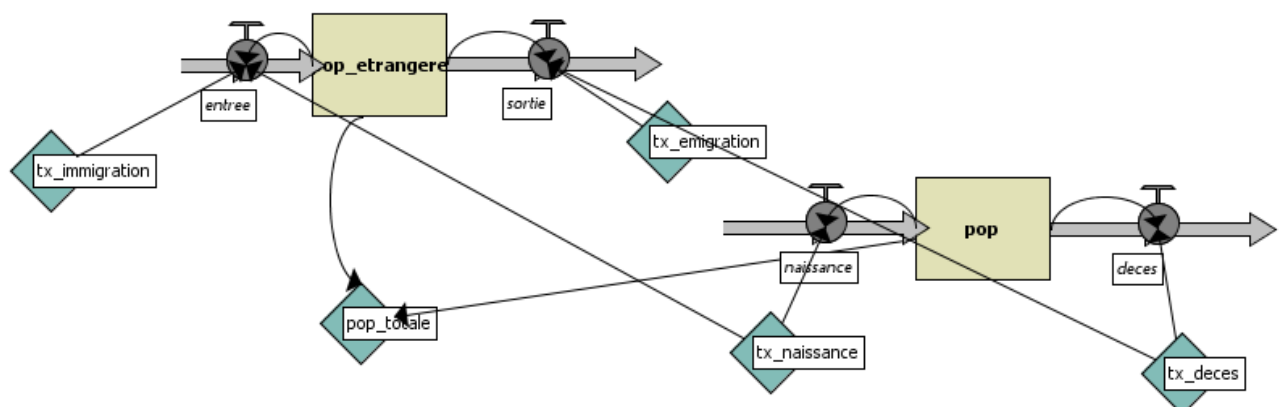 op_etrangere
entree
sortie
tx_emigration
tx_immigration
pop
naissance
deces
pop_totale
tx_naissance
tx_deces